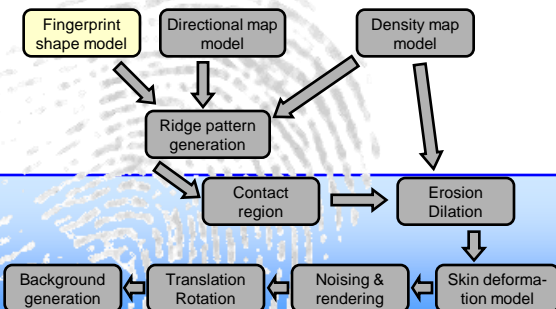 Fingerprint
shape model
Directional map
model
Density map
model
Ridge pattern
generation
Contact
region
Erosion
Dilation
Background
generation
Translation
Rotation
Noising &
rendering
Skin deforma-
tion model